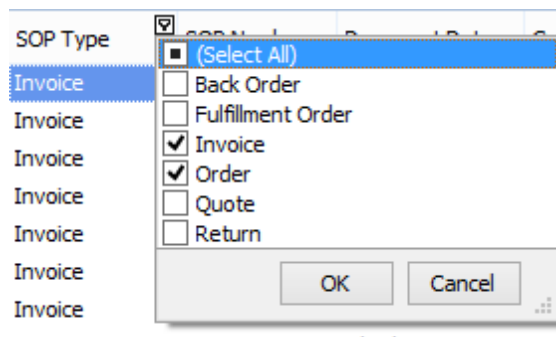 SOP Type
(Select All)
Invoice
Back Order
Fulfillment Order
Invoice
Invoice
Order
Invoice
Quote
Invoice
Return
Invoice
Invoice
OK
Cancel
Invoice